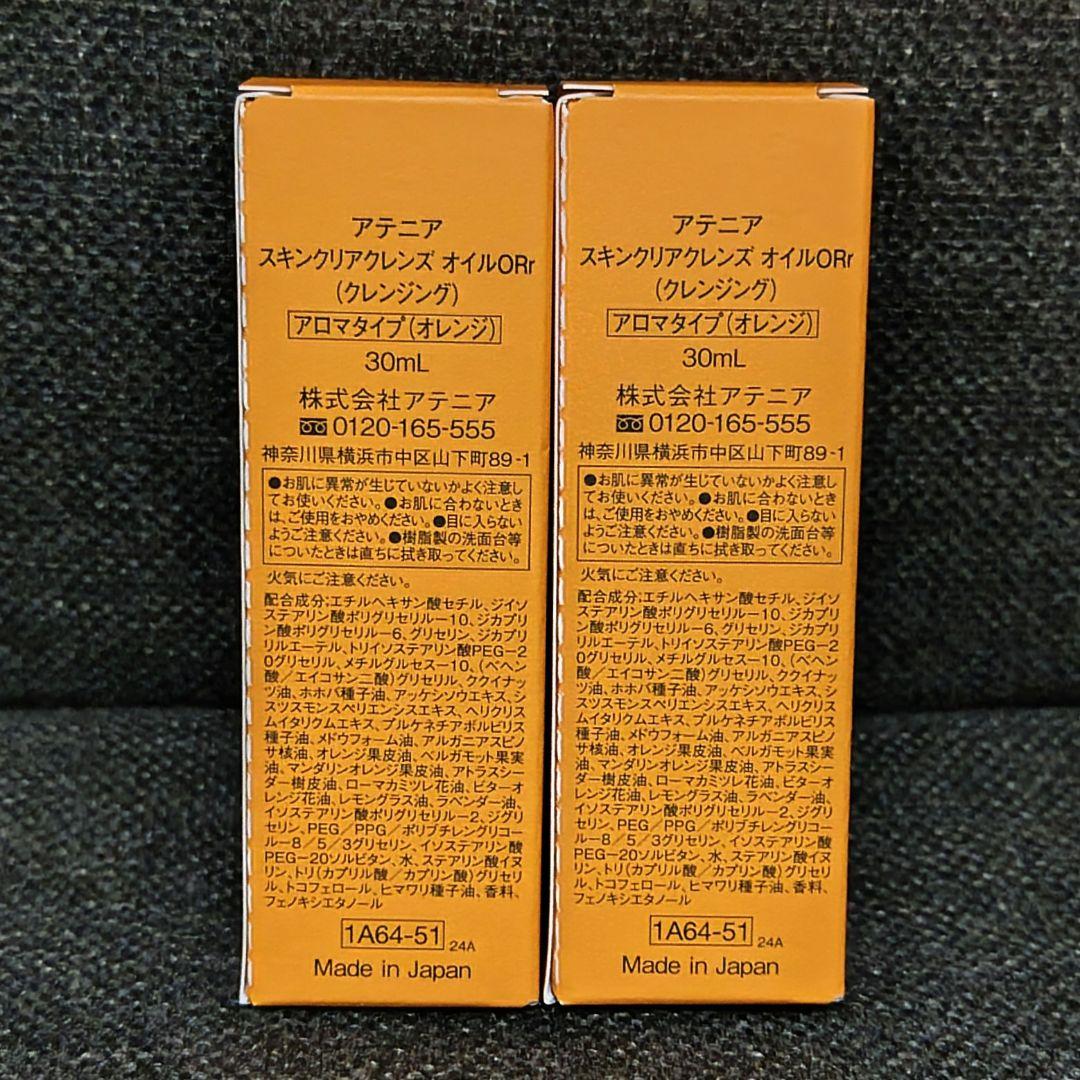 アテニア
スキンクリアクレンズ オイルORr
(クレンジング)
アロマタイプ(オレンジ)
30mL
株式会社アテニア
0120-165-555
神奈川県横浜市中区山下町89-1
●お肌に異常が生じていないかよく注意し
てお使いください。●お肌に合わないとき
は、ご使用をおやめください。●目に入らない
ようご注意ください。●樹脂製の洗面台等
についたときは直ちに拭き取ってください。
火気にご注意ください。
配合成分:エチルヘキサン酸セチル、ジイソ
ステアリン酸ポリグリセリル-10、ジカプリ
ン酸ポリグリセリル-6、グリセリン、ジカプリ
リルエーテル、トリイソステアリン酸PEG-2
0グリセリル、メチルグルセス-10、(ベヘン
酸/エイコサン二酸)グリセリル、ククイナッ
ツ油、ホホバ種子油、アッケシソウエキス、シ
スツスモンスペリエンシスエキス、ヘリクリス
ムイタリクムエキス、プルケネチアボルビリス
種子油、メドウフォーム油、アルガニアスピノ
サ核油、オレンジ果皮油、ベルガモット果実
油、マンダリンオレンジ果皮油、アトラスシー
ダー樹皮油、ローマカミツレ花油、ビターオ
レンジ花油、レモングラス油、ラベンダー油、
イソステアリン酸ポリグリセリル-2、ジグリ
セリン、PEG/PPG/ポリブチレングリコー
ル-8/5/3グリセリン、イソステアリン酸
PEG-20ソルビタン、水、ステアリン酸イヌ
リン、トリ(カプリル酸/カプリン酸)グリセリ
ル、トコフェロール、ヒマワリ種子油、香料、
フェノキシエタノール
1A64-51 24A
Made in Japan
アテニア
スキンクリアクレンズ オイルORr
(クレンジング)
アロマタイプ(オレンジ)
30mL
株式会社アテニア
0120-165-555
神奈川県横浜市中区山下町89-1
●お肌に異常が生じていないかよく注意し
てお使いください。●お肌に合わないとき
は、ご使用をおやめください。●目に入らない
ようご注意ください。●樹脂製の洗面台等
についたときは直ちに拭き取ってください。
火気にご注意ください。
配合成分:エチルヘキサン酸セチル、ジイソ
ステアリン酸ポリグリセリル-10、ジカプリ
ン酸ポリグリセリル-6、グリセリン、ジカプリ
リルエーテル、トリイソステアリン酸PEG-2
0グリセリル、メチルグルセス-10、(ベヘン
酸/エイコサン二酸)グリセリル、ククイナッ
ツ油、ホホバ種子油、アッケシソウエキス、シ
スツスモンスペリエンシスエキス、ヘリクリス
ムイタリクムエキス、プルケネチアボルビリス
種子油、メドウフォーム油、アルガニアスピノ
サ核油、オレンジ果皮油、ベルガモット果実
油、マンダリンオレンジ果皮油、アトラスシー
ダー樹皮油、ローマカミツレ花油、ビターオ
レンジ花油、レモングラス油、ラベンダー油、
イソステアリン酸ポリグリセリル-2、ジグリ
セリン、PEG/PPG/ポリブチレングリコー
ル-8/5/3グリセリン、イソステアリン酸
PEG-20ソルビタン、水、ステアリン酸イヌ
リン、トリ(カプリル酸/カプリン酸)グリセリ
ル、トコフェロール、ヒマワリ種子油、香料、
フェノキシエタノール
1A64-51 24A
Made in Japan